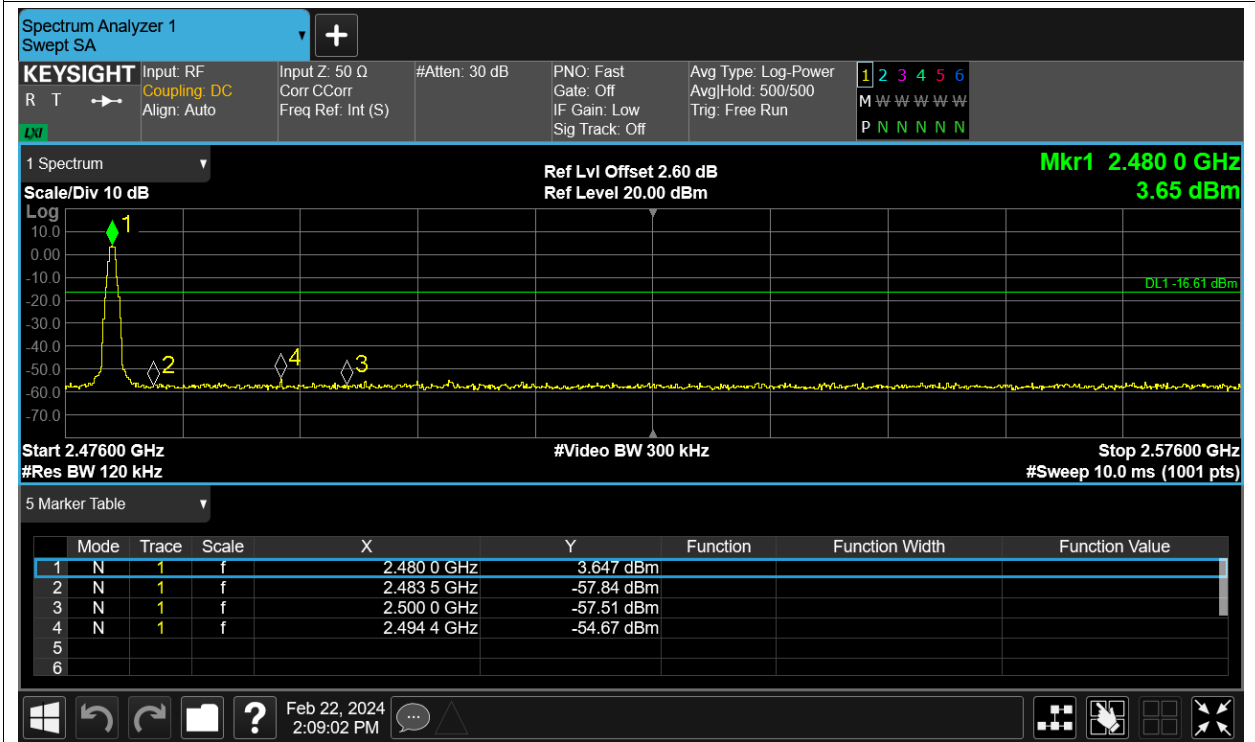 Spectrum Analyzer 1
Swept SA
KEYSIGHT
R T
LXI
Input: RF
Coupling: DC
Align: Auto
Input Z: 50 Ω
Corr CCorr
Freq Ref: Int (S)
#Atten: 30 dB
PNO: Fast
Gate: Off
IF Gain: Low
Sig Track: Off
Avg Type: Log-Power
Avg|Hold: 500/500
Trig: Free Run
1 2 3 4 5 6
M W W W W W
P N N N N N
1 Spectrum
Scale/Div 10 dB
Ref Lvl Offset 2.60 dB
Ref Level 20.00 dBm
Mkr1 2.480 0 GHz
3.65 dBm
Log
10.0
0.00
-10.0
-20.0
-30.0
-40.0
-50.0
-60.0
-70.0
1
2
4
3
DL1 -16.61 dBm
Start 2.47600 GHz
#Res BW 120 kHz
#Video BW 300 kHz
Stop 2.57600 GHz
#Sweep 10.0 ms (1001 pts)
5 Marker Table
Mode Trace Scale X Y Function Function Width Function Value
1 N 1 f 2.480 0 GHz 3.647 dBm
2 N 1 f 2.483 5 GHz -57.84 dBm
3 N 1 f 2.500 0 GHz -57.51 dBm
4 N 1 f 2.494 4 GHz -54.67 dBm
5
6
?
Feb 22, 2024
2:09:02 PM